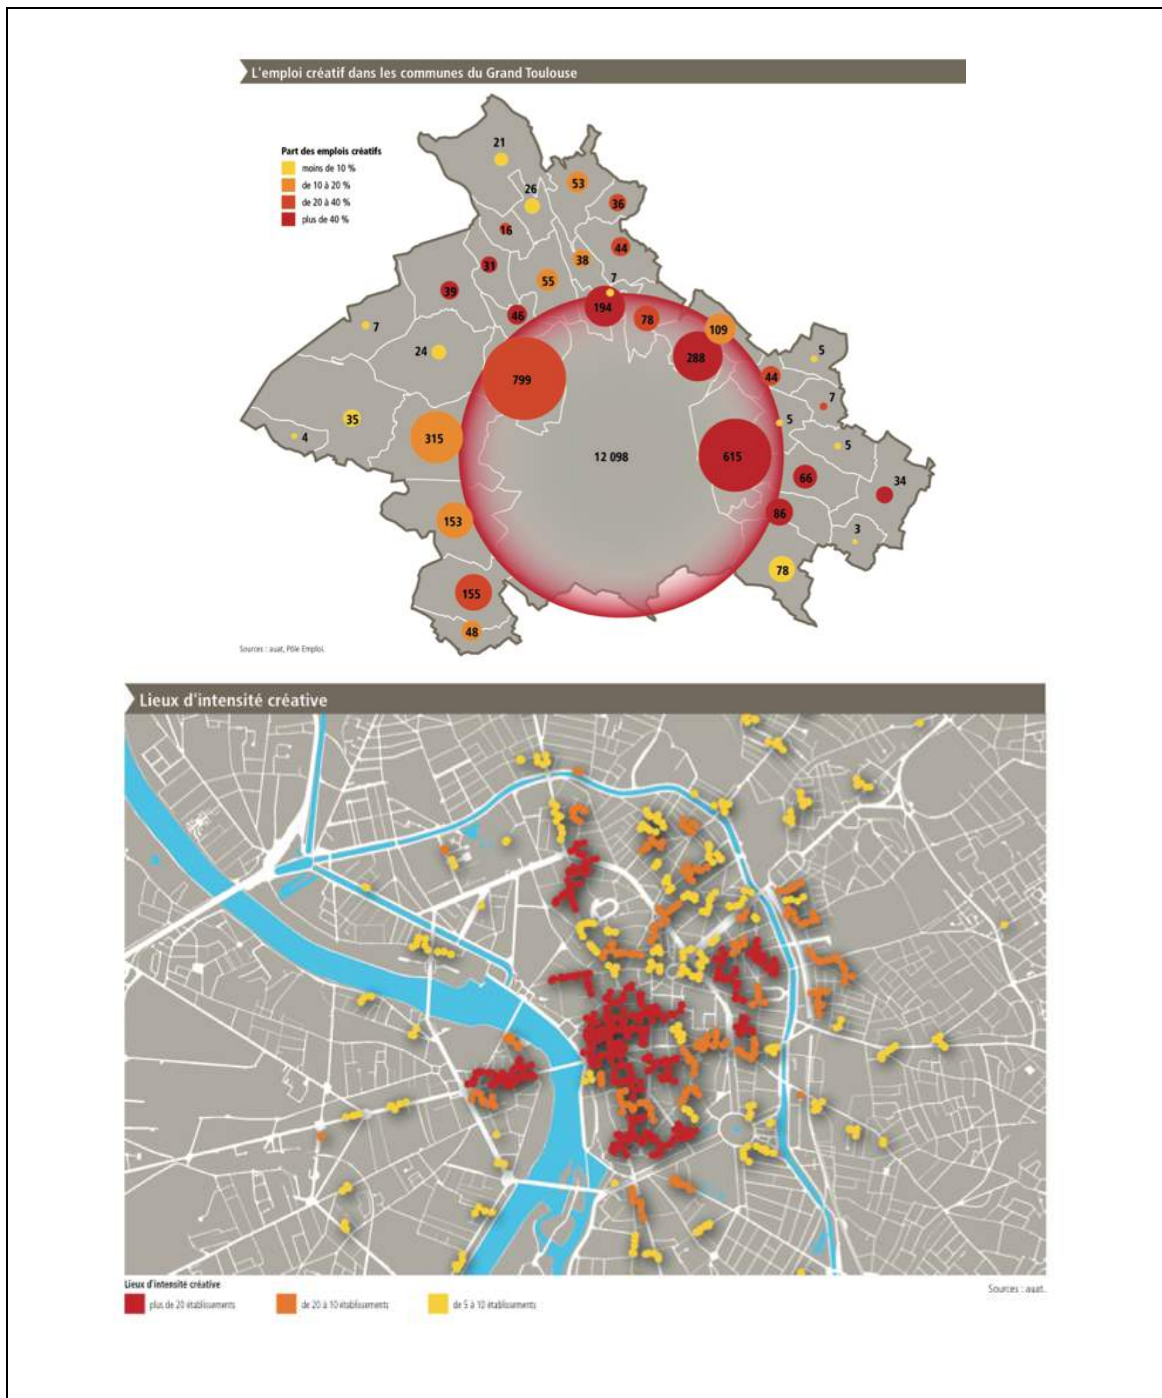 L'emploi créatif dans les communes du Grand Toulouse
Part des emplois créatifs
moins de 10 %
de 10 à 20 %
de 20 à 40 %
plus de 40 %
21
53
26
36
16
44
38
31
55
7
39
46
194
78
109
7
288
5
24
799
44
7
35
5
4
315
5
12 098
615
66
34
86
153
3
78
155
48
Sources : auat, Pôle Emploi.
Lieux d'intensité créative
Lieux d'intensité créative
plus de 20 établissements
de 20 à 10 établissements
de 5 à 10 établissements
Sources : auat.